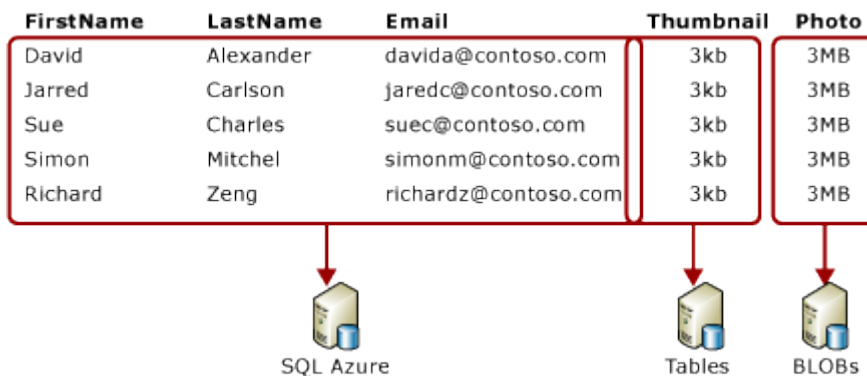 FirstName LastName Email Thumbnail Photo
David Alexander davida@contoso.com 3kb 3MB
Jarred Carlson jaredc@contoso.com 3kb 3MB
Sue Charles suec@contoso.com 3kb 3MB
Simon Mitchel simonm@contoso.com 3kb 3MB
Richard Zeng richardz@contoso.com 3kb 3MB
SQL Azure Tables BLOBs